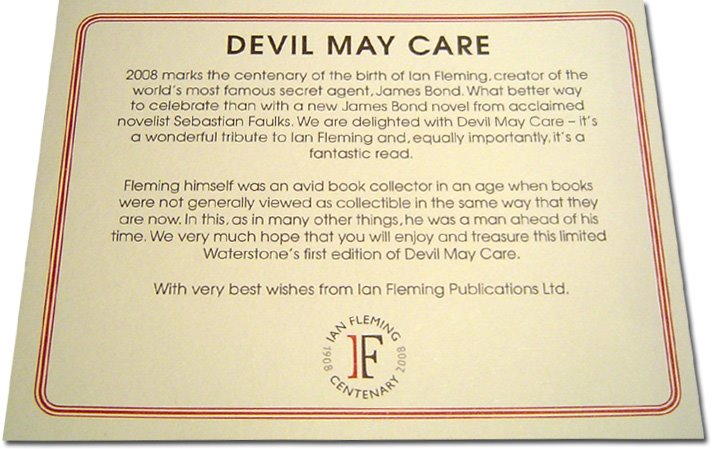 DEVIL MAY CARE
2008 marks the centenary of the birth of Ian Fleming, creator of the
world's most famous secret agent, James Bond. What better way
to celebrate than with a new James Bond novel from acclaimed
novelist Sebastian Faulks. We are delighted with Devil May Care – it's
a wonderful tribute to Ian Fleming and, equally importantly, it's a
fantastic read.
Fleming himself was an avid book collector in an age when books
were not generally viewed as collectible in the same way that they
are now. In this, as in many other things, he was a man ahead of his
time. We very much hope that you will enjoy and treasure this limited
Waterstone's first edition of Devil May Care.
With very best wishes from Ian Fleming Publications Ltd.
IAN FLEMING
1908 IF 2008
CENTENARY